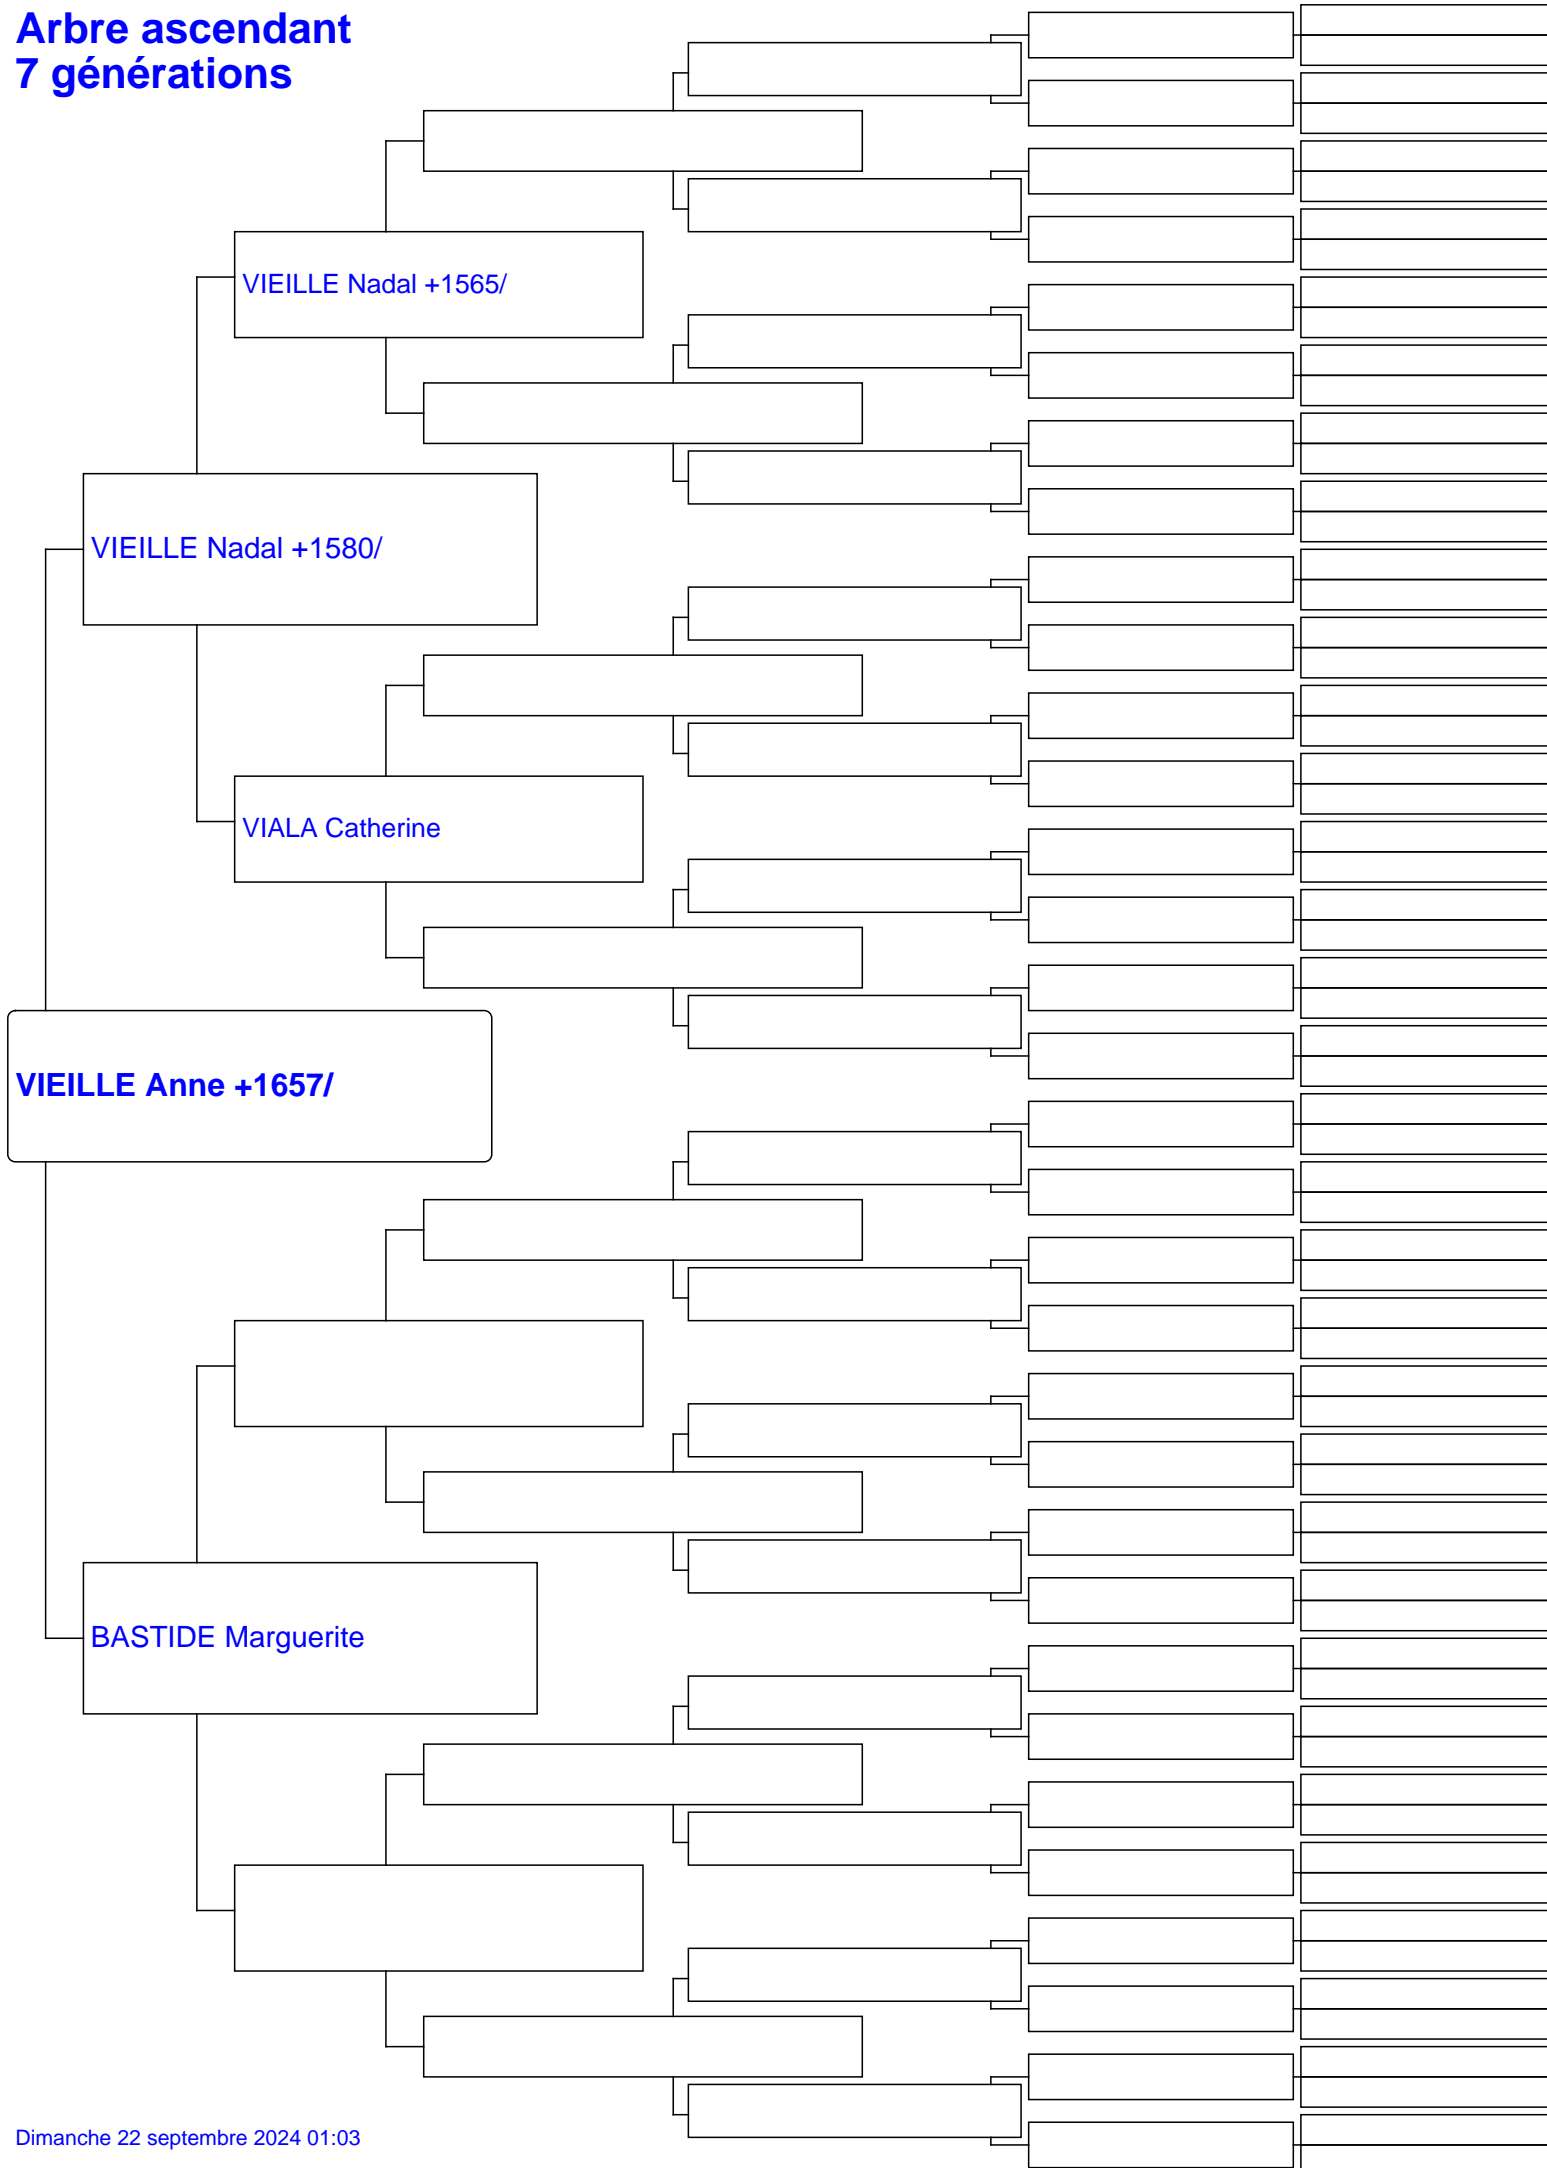 Arbre ascendant
7 générations
VIEILLE Nadal +1565/
VIEILLE Nadal +1580/
VIALA Catherine
VIEILLE Anne +1657/
BASTIDE Marguerite
Dimanche 22 septembre 2024 01:03